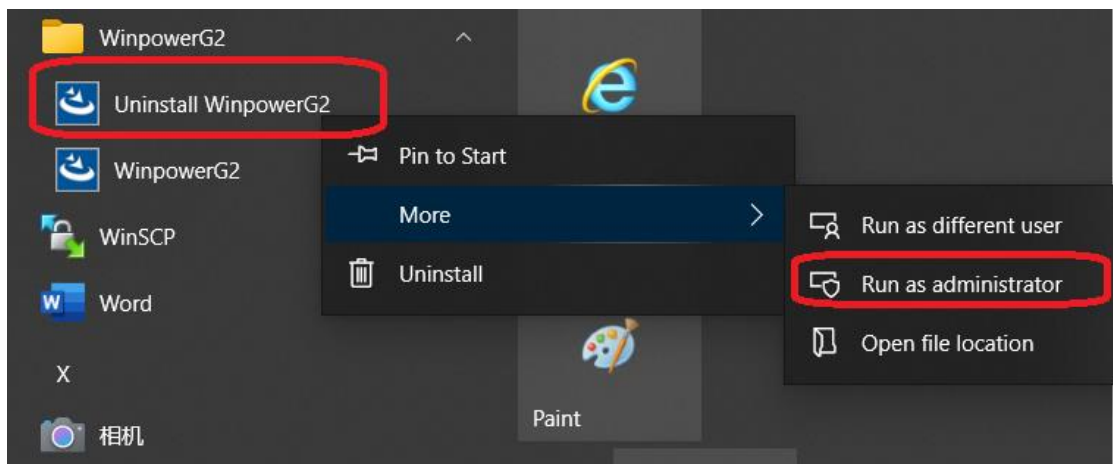 WinpowerG2
Uninstall WinpowerG2
WinpowerG2
WinSCP
W Word
X
相机
Pin to Start
More
Uninstall
Run as different user
Run as administrator
Open file location
Paint